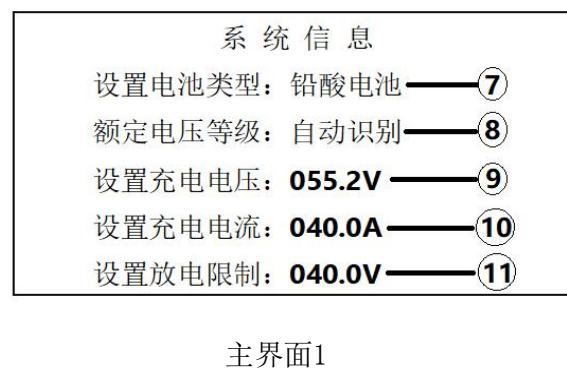 系统信息
设置电池类型：铅酸电池 7
额定电压等级：自动识别 8
设置充电电压：055.2V 9
设置充电电流：040.0A 10
设置放电限制：040.0V 11
主界面1